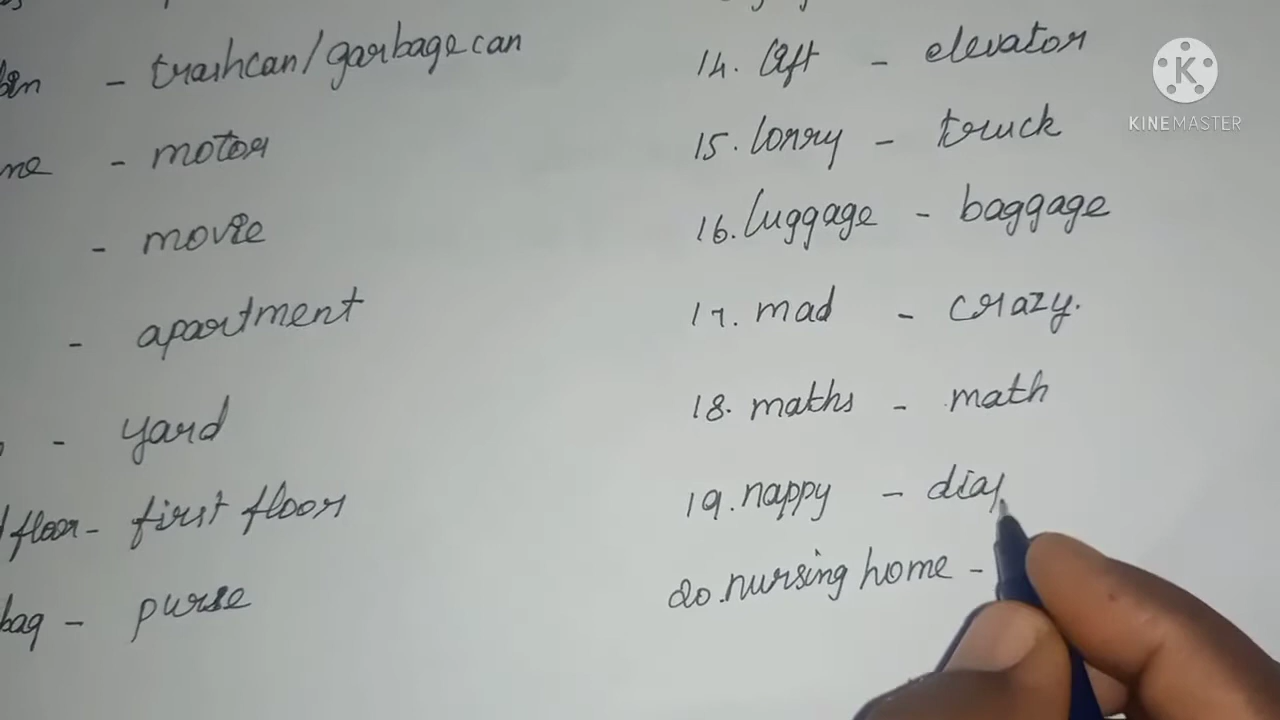 - trashcan/garbage can
- motor
- movie
- apartment
- yard
floor - first floor
bag - purse
14. lift - elevator
15. lorry - truck
16. luggage - baggage
17. mad - crazy.
18. maths - math
19. nappy - diap
20. nursing home -
KINEMASTER